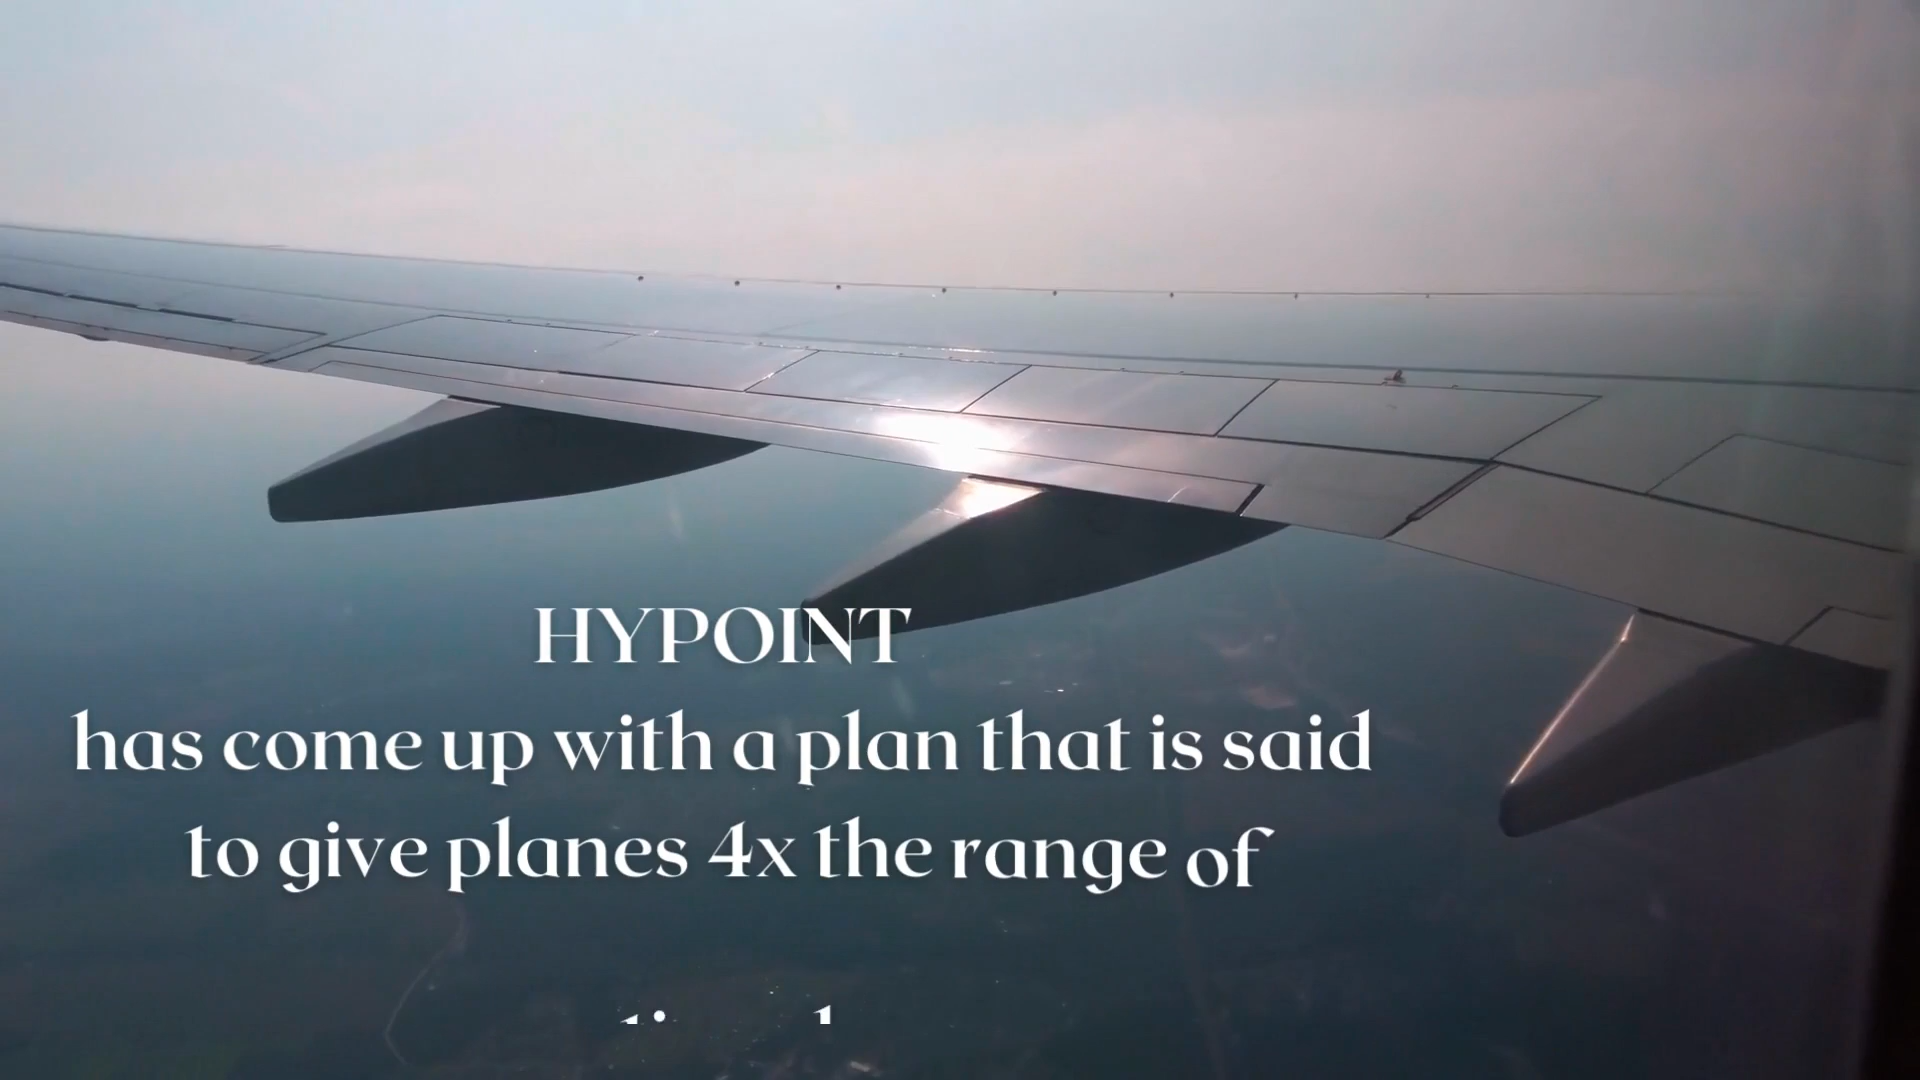 HYPOINT
has come up with a plan that is said
to give planes 4x the range of